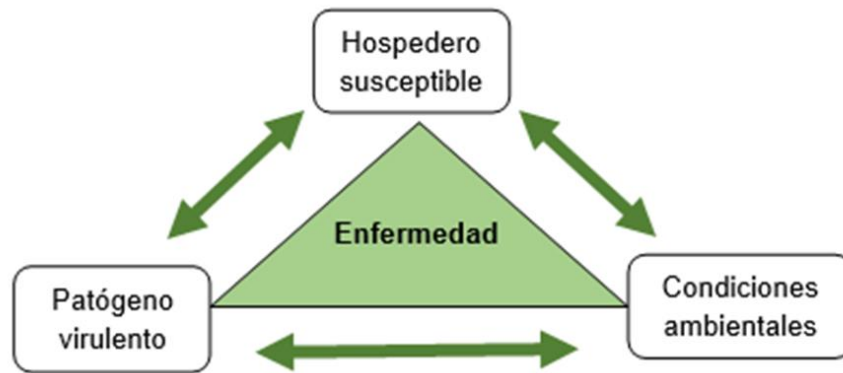 Hospedero
susceptible
Enfermedad
Patógeno
virulento
Condiciones
ambientales